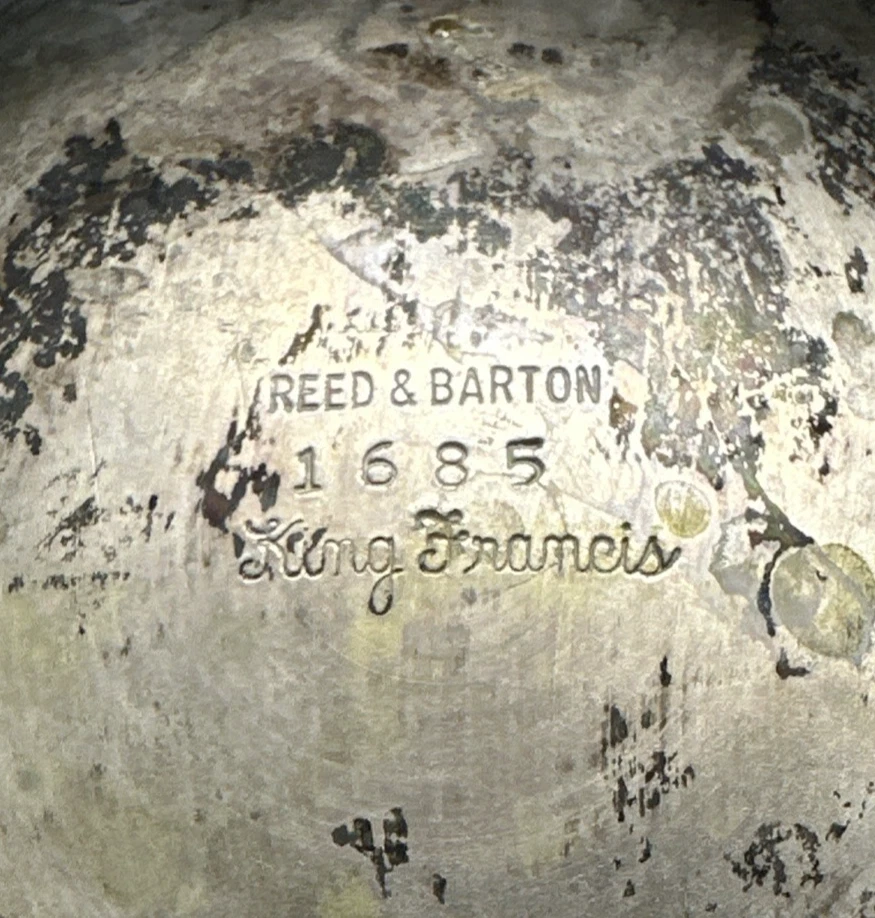 REED & BARTON
1685
King Francis